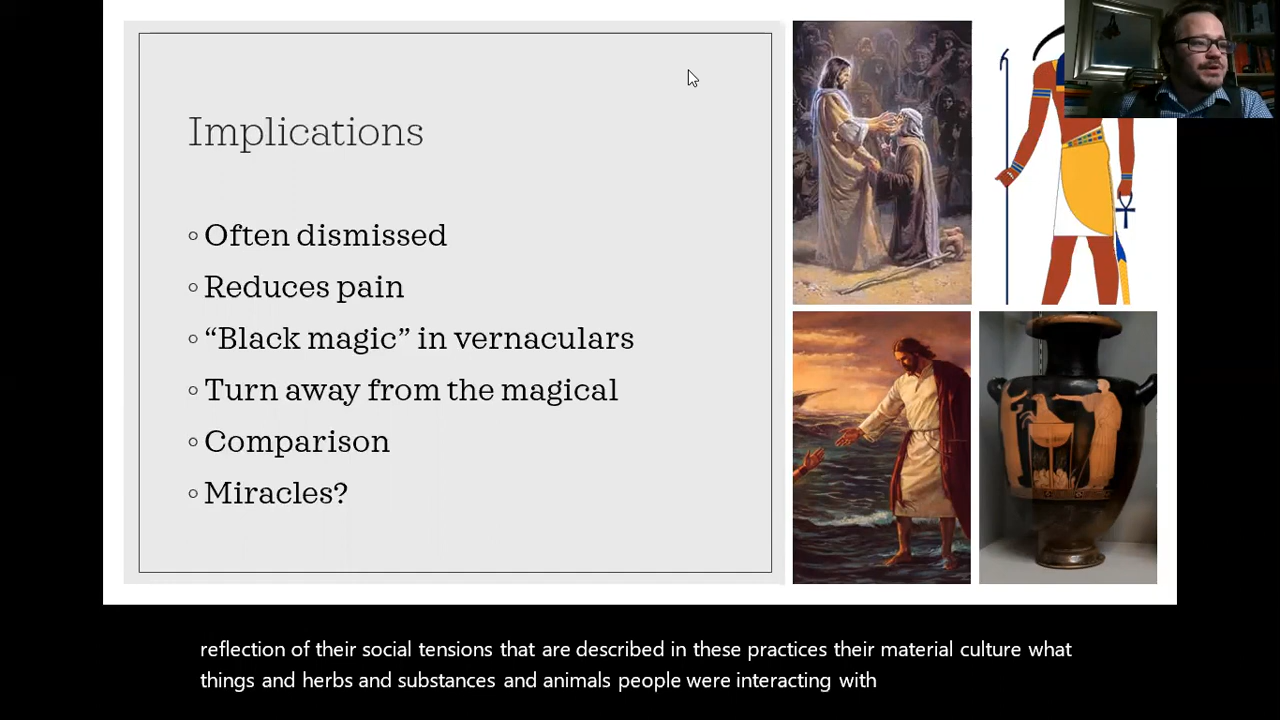 Implications
◦ Often dismissed
◦ Reduces pain
◦ “Black magic” in vernaculars
◦ Turn away from the magical
◦ Comparison
◦ Miracles?
reflection of their social tensions that are described in these practices their material culture what
things and herbs and substances and animals people were interacting with